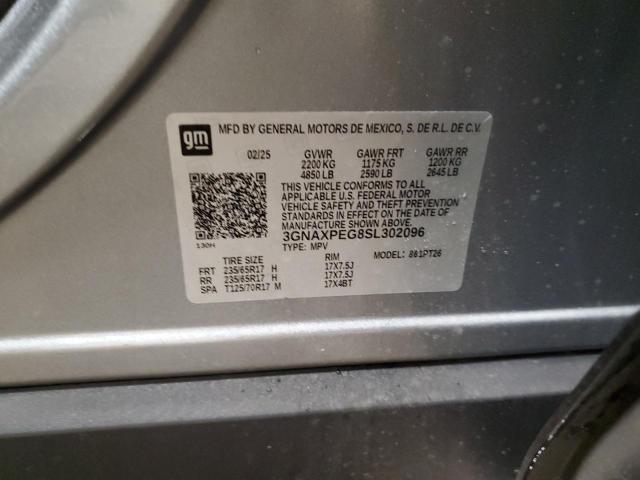 gm MFD BY GENERAL MOTORS DE MEXICO, S. DE R.L. DE C.V.
02/25 GVWR GAWR FRT GAWR RR
2200 KG 1175 KG 1200 KG
4850 LB 2590 LB 2645 LB
THIS VEHICLE CONFORMS TO ALL
APPLICABLE U.S. FEDERAL MOTOR
VEHICLE SAFETY AND THEFT PREVENTION
STANDARDS IN EFFECT ON THE DATE OF
MANUFACTURE SHOWN ABOVE.
3GNAXPEG8SL302096
130H TYPE: MPV MODEL: 861PT26
TIRE SIZE RIM
FRT 235/65R17 H 17X7.5J
RR 235/65R17 H 17X7.5J
SPA T125/70R17 M 17X4BT